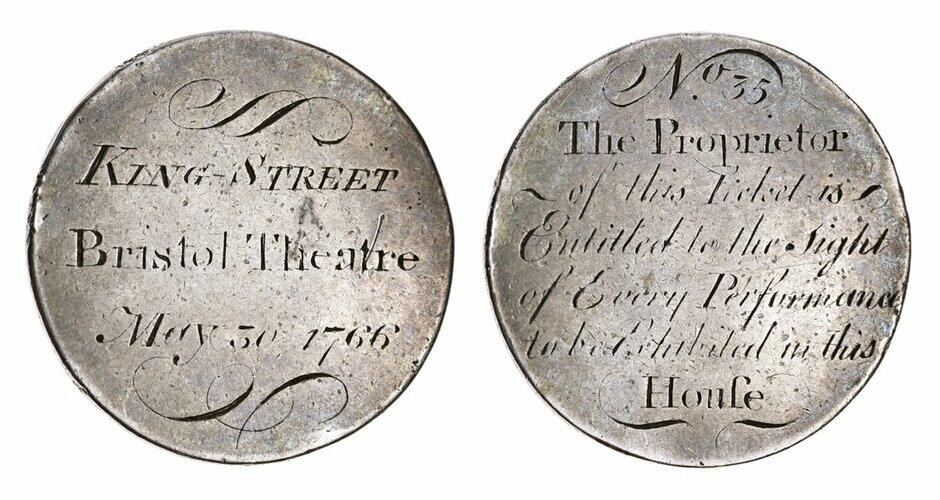 KING-STREET
Bristol Theatre
May 30 1766
No. 35
The Proprietor
of this Ticket is
Entitled to the Sight
of Every Performance
to be Exhibited in this
Houſe